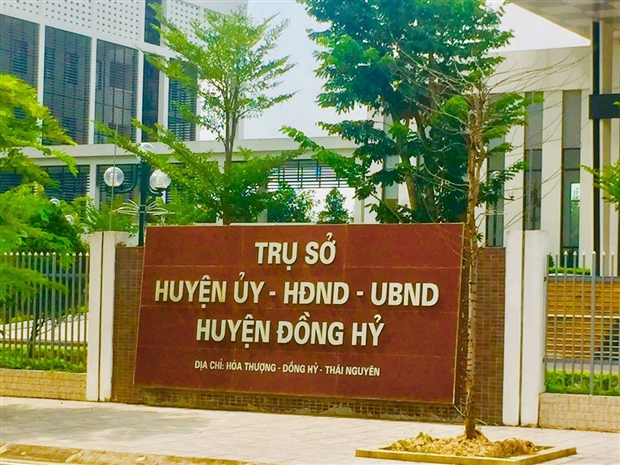 TRỤ SỞ
HUYỆN ỦY - HĐND - UBND
HUYỆN ĐỒNG HỶ
ĐỊA CHỈ: HÓA THƯỢNG - ĐỒNG HỶ - THÁI NGUYÊN